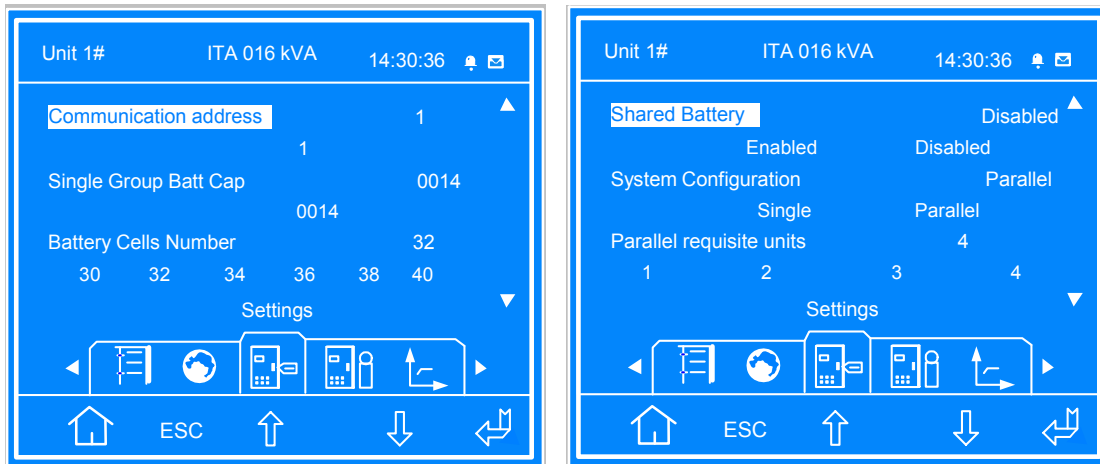 Unit 1# ITA 016 kVA 14:30:36
Communication address 1
1
Single Group Batt Cap 0014
0014
Battery Cells Number 32
30 32 34 36 38 40
Settings
ESC
Unit 1# ITA 016 kVA 14:30:36
Shared Battery Disabled
Enabled Disabled
System Configuration Parallel
Single Parallel
Parallel requisite units 4
1 2 3 4
Settings
ESC